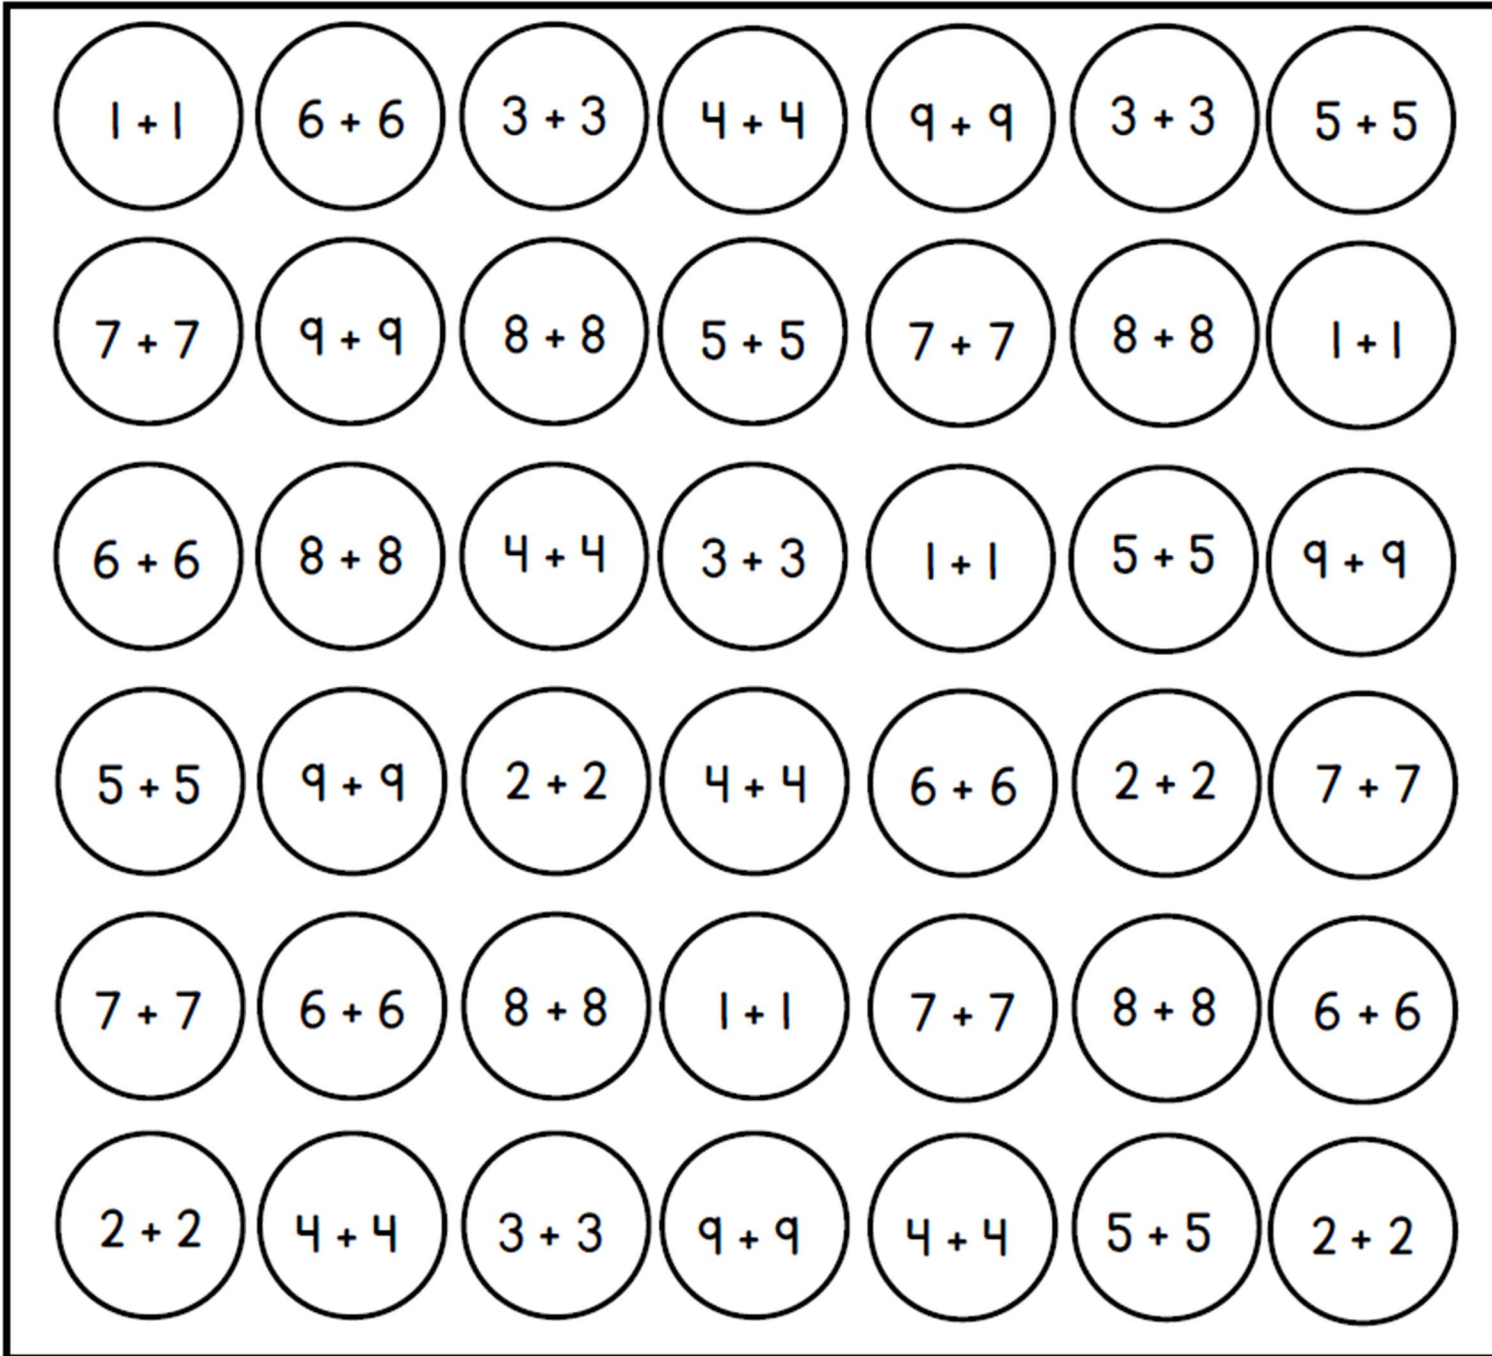 1 + 1 6 + 6 3 + 3 4 + 4 9 + 9 3 + 3 5 + 5
7 + 7 9 + 9 8 + 8 5 + 5 7 + 7 8 + 8 1 + 1
6 + 6 8 + 8 4 + 4 3 + 3 1 + 1 5 + 5 9 + 9
5 + 5 9 + 9 2 + 2 4 + 4 6 + 6 2 + 2 7 + 7
7 + 7 6 + 6 8 + 8 1 + 1 7 + 7 8 + 8 6 + 6
2 + 2 4 + 4 3 + 3 9 + 9 4 + 4 5 + 5 2 + 2